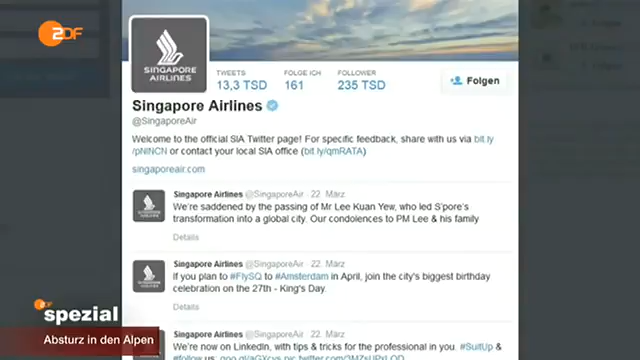 ZDF
SINGAPORE
AIRLINES
TWEETS
13,3 TSD
FOLGE ICH
161
FOLLOWER
235 TSD
Folgen
Singapore Airlines
@SingaporeAir
Welcome to the official SIA Twitter page! For specific feedback, share with us via bit.ly
/pNlNCN or contact your local SIA office (bit.ly/qmRATA)
singaporeair.com
Singapore Airlines @SingaporeAir · 22. März
We're saddened by the passing of Mr Lee Kuan Yew, who led S'pore's
transformation into a global city. Our condolences to PM Lee & his family
Details
Singapore Airlines @SingaporeAir · 22. März
If you plan to #FlySQ to #Amsterdam in April, join the city's biggest birthday
celebration on the 27th - King's Day.
Details
Singapore Airlines @SingaporeAir · 22. März
We're now on LinkedIn, with tips & tricks for the professional in you. #SuitUp &
#follow us:
ZDF
spezial
Absturz in den Alpen